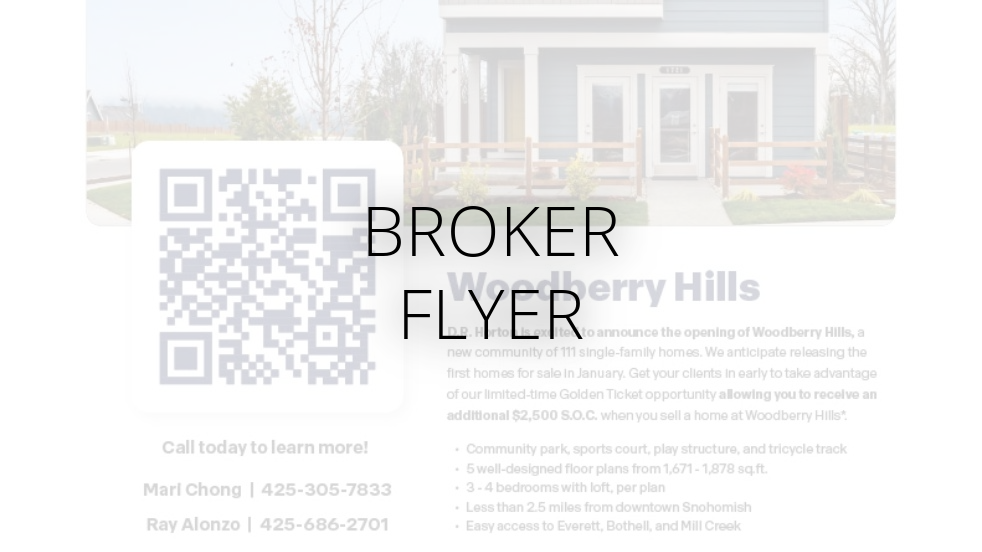 BROKER
FLYER
Woodberry Hills
D.R. Horton is excited to announce the opening of Woodberry Hills, a
new community of 111 single-family homes. We anticipate releasing the
first homes for sale in January. Get your clients in early to take advantage
of our limited-time Golden Ticket opportunity allowing you to receive an
additional $2,500 S.O.C. when you sell a home at Woodberry Hills*.
• Community park, sports court, play structure, and tricycle track
• 5 well-designed floor plans from 1,671 - 1,878 sq.ft.
• 3 - 4 bedrooms with loft, per plan
• Less than 2.5 miles from downtown Snohomish
• Easy access to Everett, Bothell, and Mill Creek
Call today to learn more!
Mari Chong | 425-305-7833
Ray Alonzo | 425-686-2701